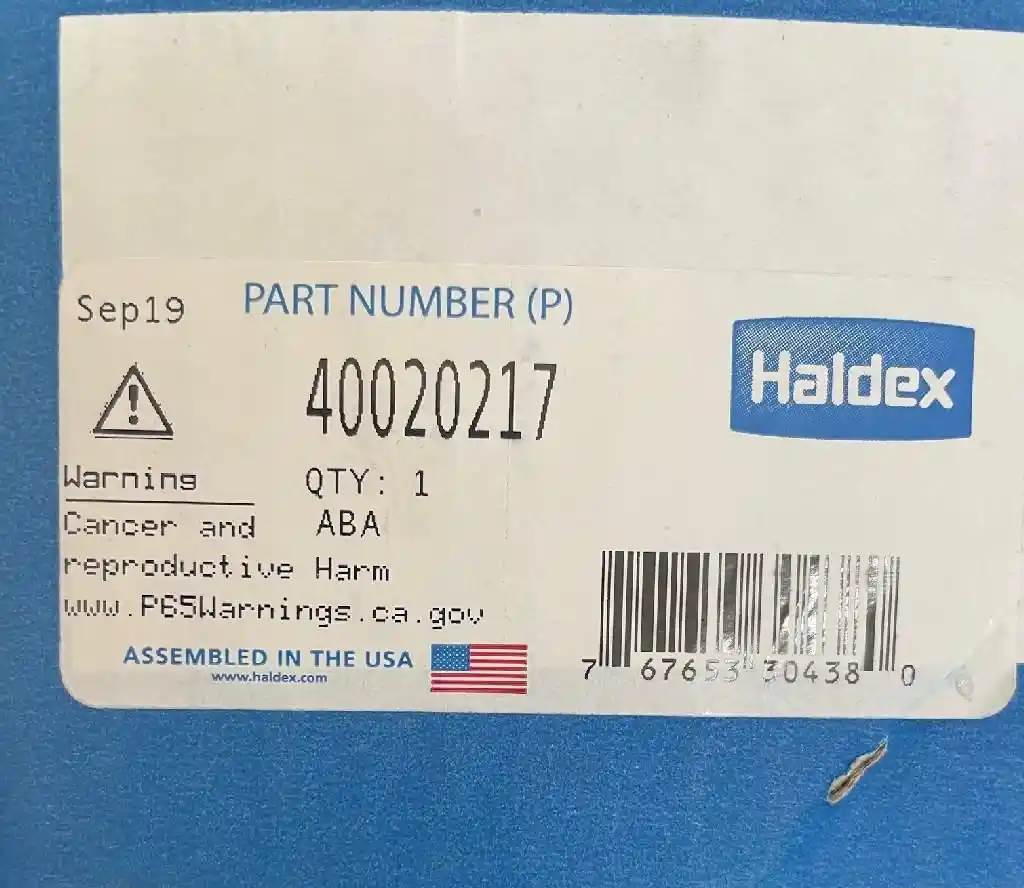 Sep19
PART NUMBER (P)
40020217
Haldex
Warning
QTY: 1
Cancer and
ABA
reproductive Harm
www.P65Warnings.ca.gov
ASSEMBLED IN THE USA
www.haldex.com
7 67653 30438 0